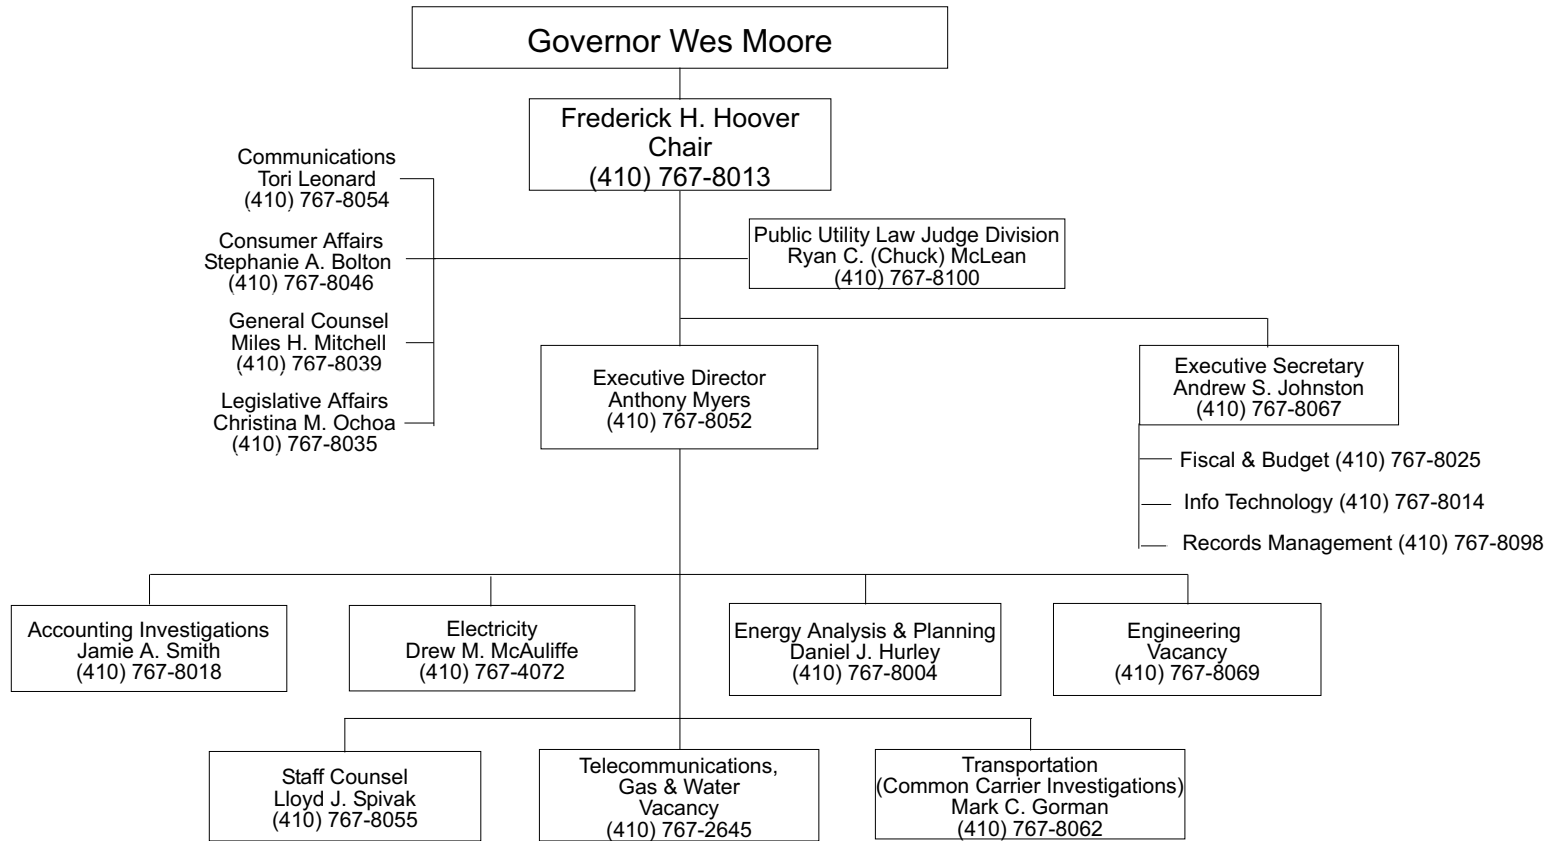 Governor Wes Moore
Frederick H. Hoover
Chair
(410) 767-8013
Communications
Tori Leonard
(410) 767-8054
Consumer Affairs
Stephanie A. Bolton
(410) 767-8046
General Counsel
Miles H. Mitchell
(410) 767-8039
Legislative Affairs
Christina M. Ochoa
(410) 767-8035
Public Utility Law Judge Division
Ryan C. (Chuck) McLean
(410) 767-8100
Executive Director
Anthony Myers
(410) 767-8052
Executive Secretary
Andrew S. Johnston
(410) 767-8067
Fiscal & Budget (410) 767-8025
Info Technology (410) 767-8014
Records Management (410) 767-8098
Accounting Investigations
Jamie A. Smith
(410) 767-8018
Electricity
Drew M. McAuliffe
(410) 767-4072
Energy Analysis & Planning
Daniel J. Hurley
(410) 767-8004
Engineering
Vacancy
(410) 767-8069
Staff Counsel
Lloyd J. Spivak
(410) 767-8055
Telecommunications,
Gas & Water
Vacancy
(410) 767-2645
Transportation
(Common Carrier Investigations)
Mark C. Gorman
(410) 767-8062